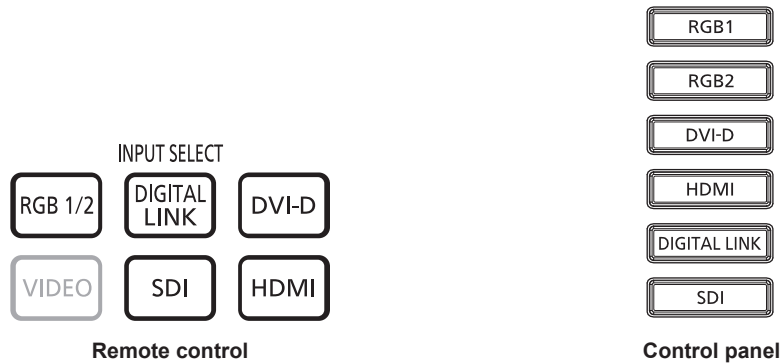 INPUT SELECT
RGB 1/2
DIGITAL
LINK
DVI-D
VIDEO
SDI
HDMI
Remote control
RGB1
RGB2
DVI-D
HDMI
DIGITAL LINK
SDI
Control panel